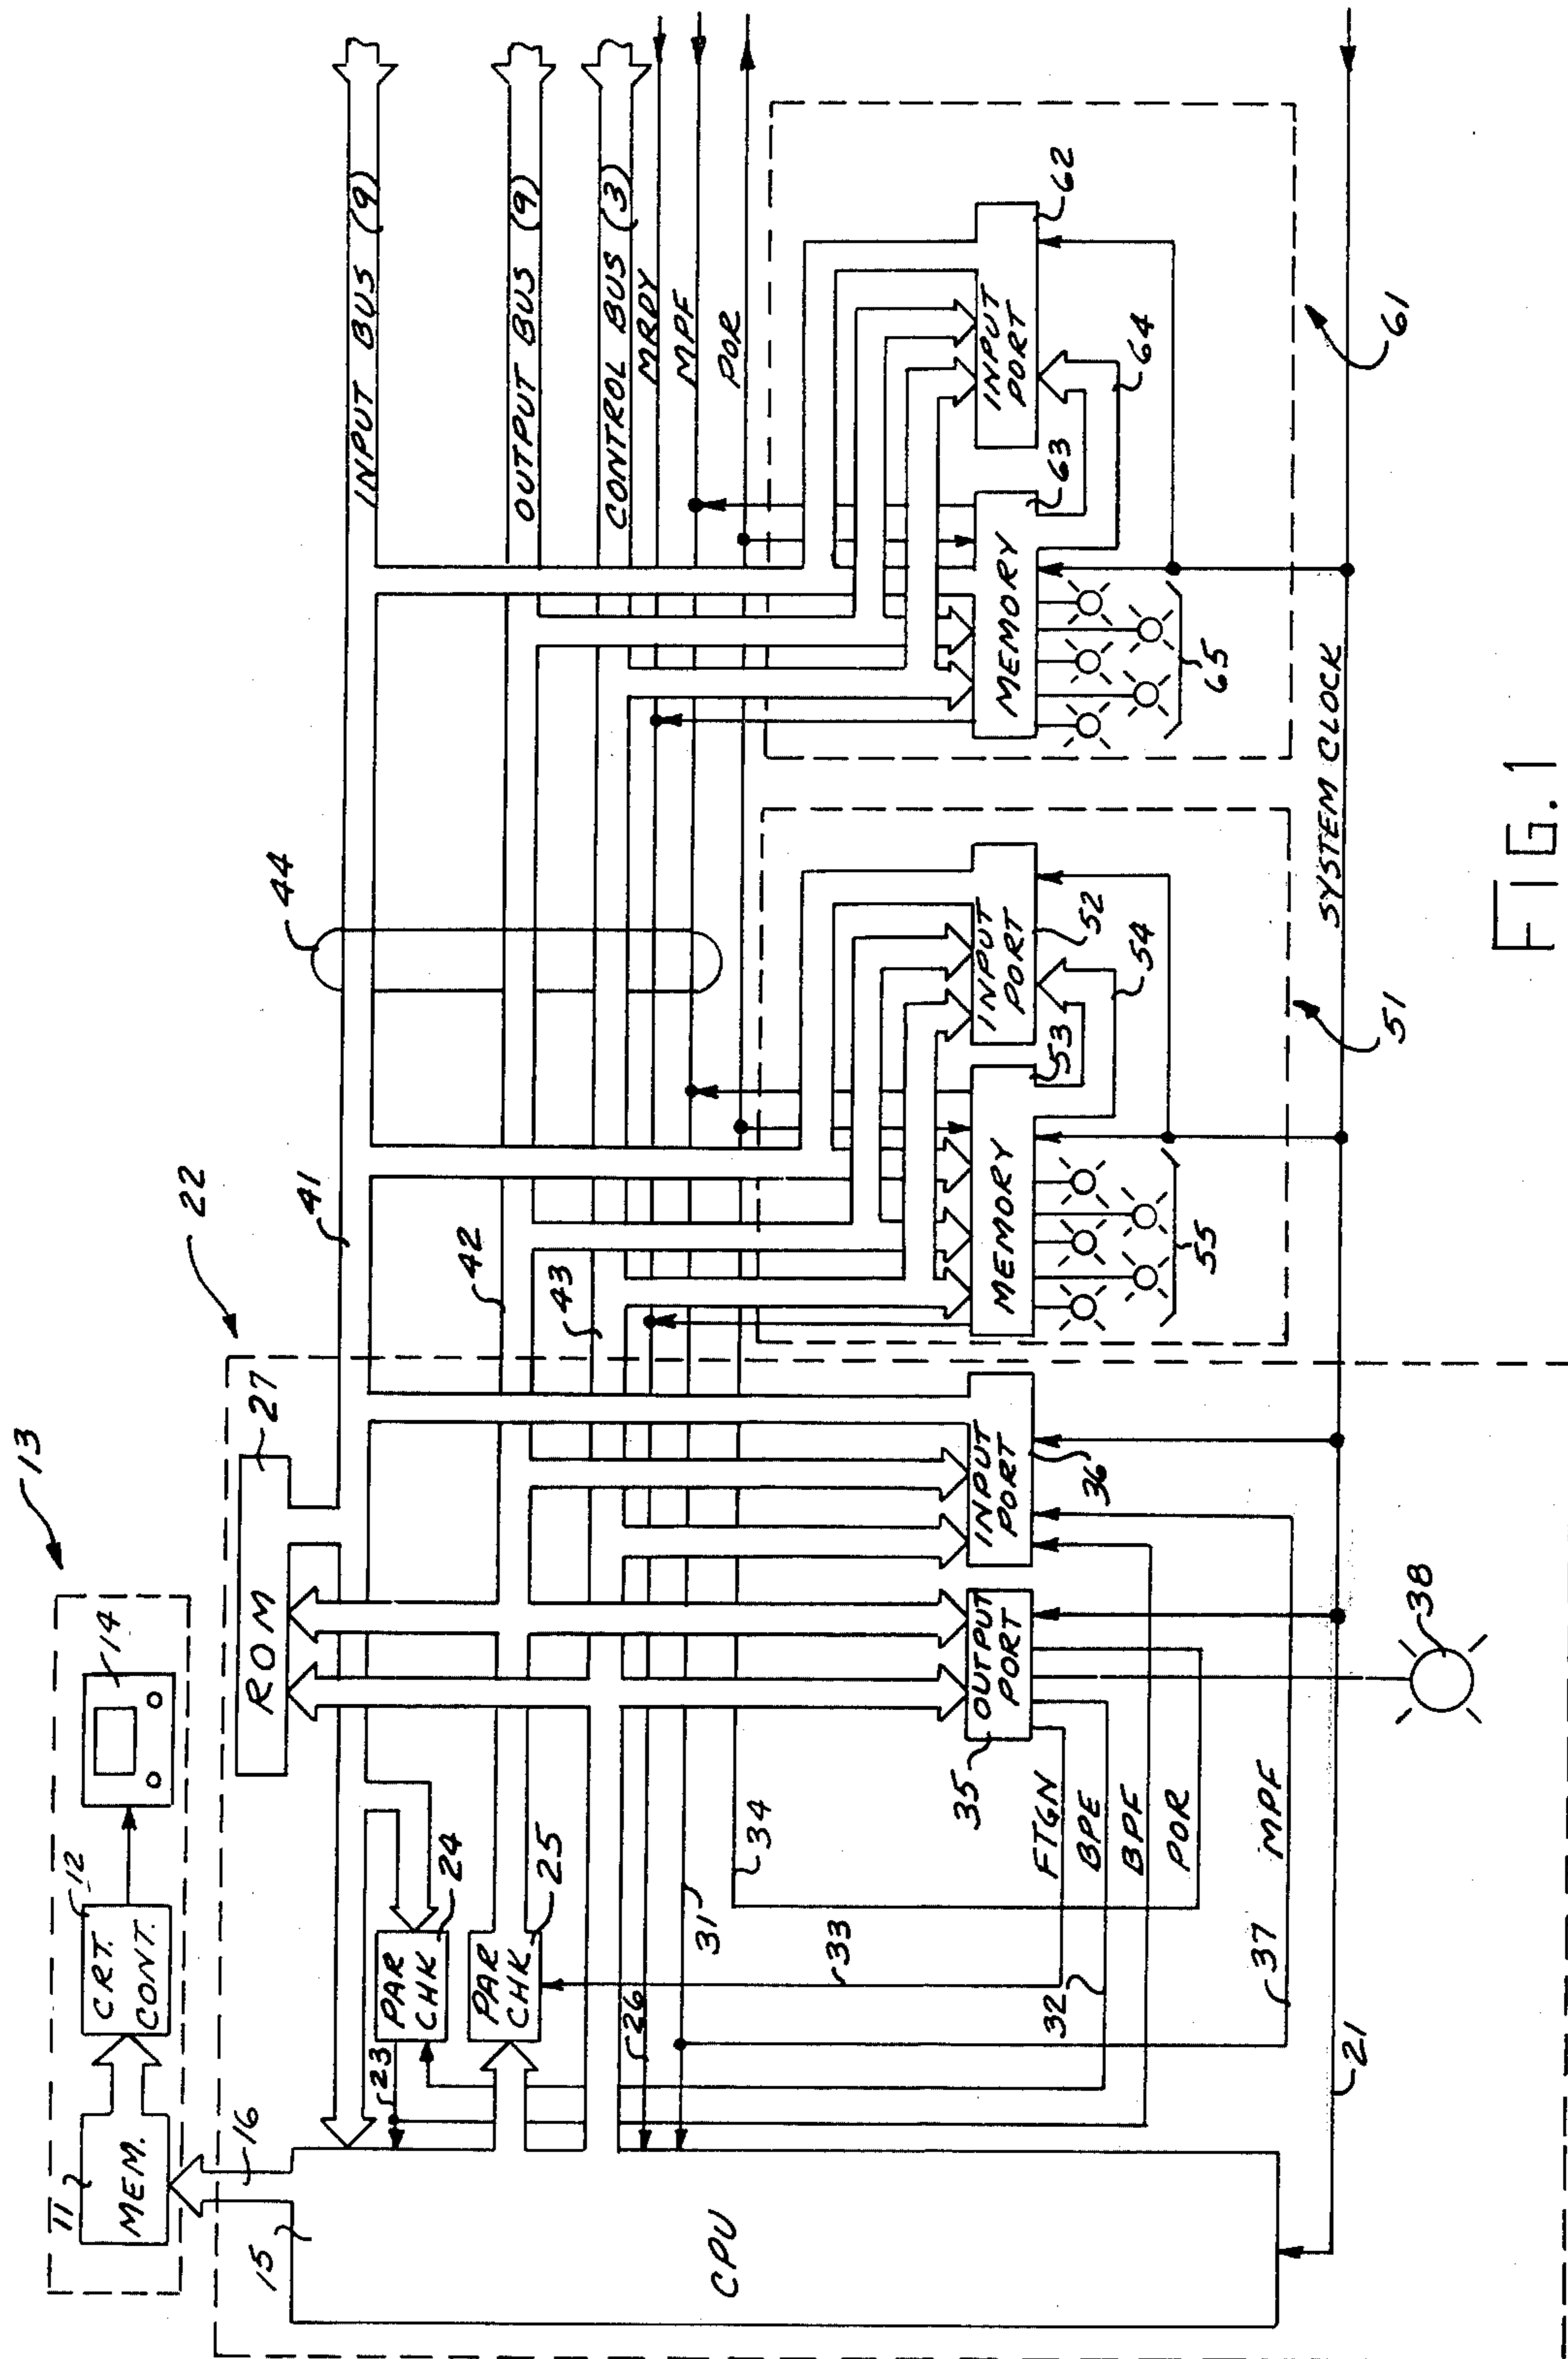 13
11
MEM.
12
CRT.
CONT.
14
16
22
15
CPU
ROM
27
23
PAR
CHK
24
PAR
CHK
25
26
31
33
34
32
41
42
43
44
INPUT BUS (9)
OUTPUT BUS (9)
CONTROL BUS (3)
MRDY
MPF
POR
35
OUTPUT
PORT
INPUT
PORT
36
FTGN
BPE
BPF
POR
MPF
37
38
21
MEMORY
53
INPUT
PORT
52
54
55
51
MEMORY
63
INPUT
PORT
62
64
65
61
SYSTEM CLOCK
FIG. 1